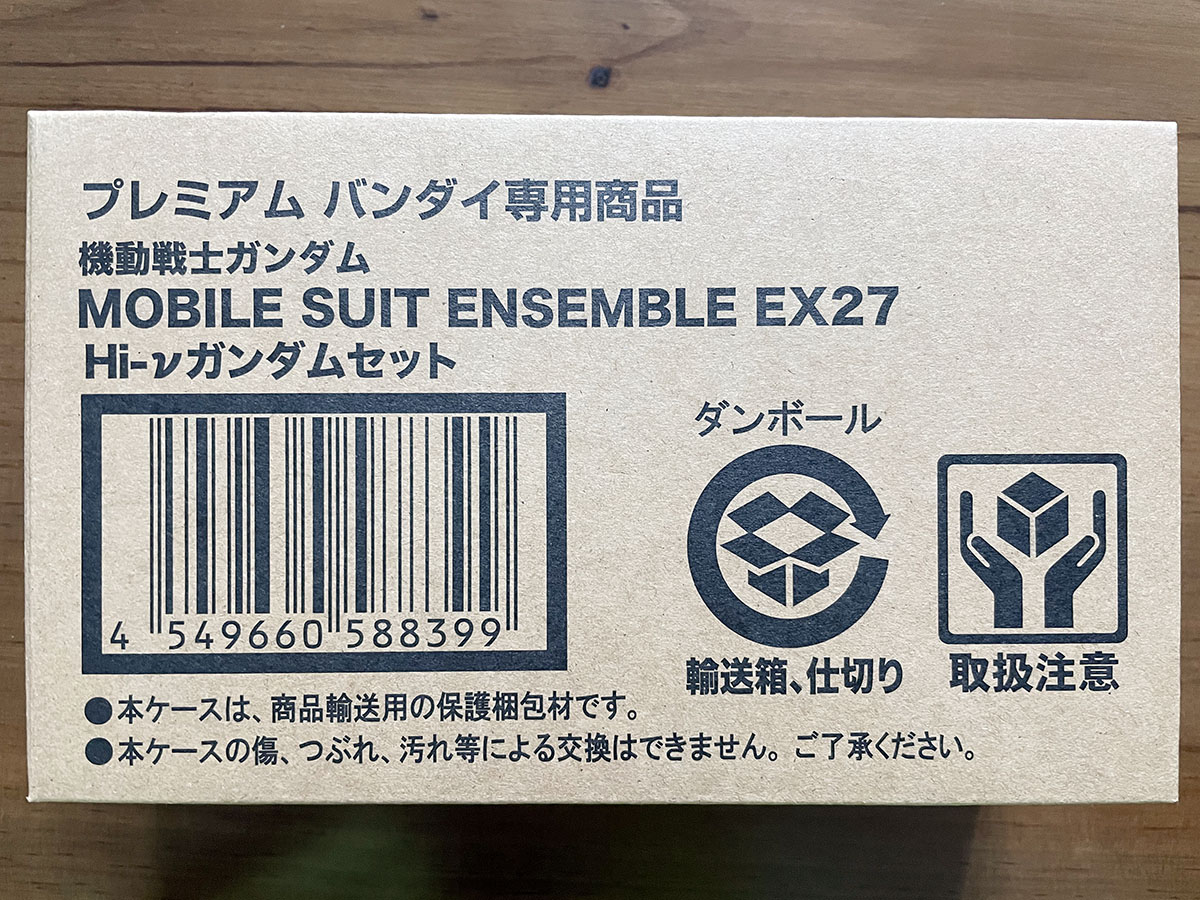 プレミアム バンダイ専用商品
機動戦士ガンダム
MOBILE SUIT ENSEMBLE EX27
Hi-νガンダムセット
4 549660 588399
ダンボール
輸送箱、仕切り
取扱注意
●本ケースは、商品輸送用の保護梱包材です。
●本ケースの傷、つぶれ、汚れ等による交換はできません。ご了承ください。